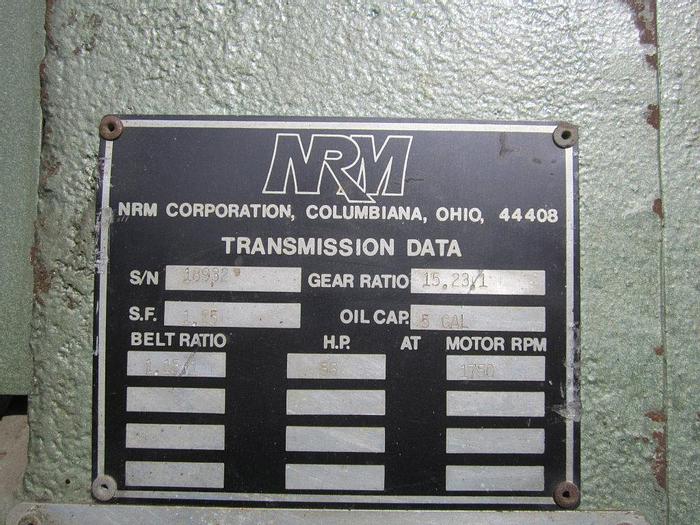 NRM
NRM CORPORATION, COLUMBIANA, OHIO, 44408
TRANSMISSION DATA
S/N 18932 GEAR RATIO 15.23:1
S.F. OIL CAP. 5 GAL
BELT RATIO H.P. AT MOTOR RPM
1750